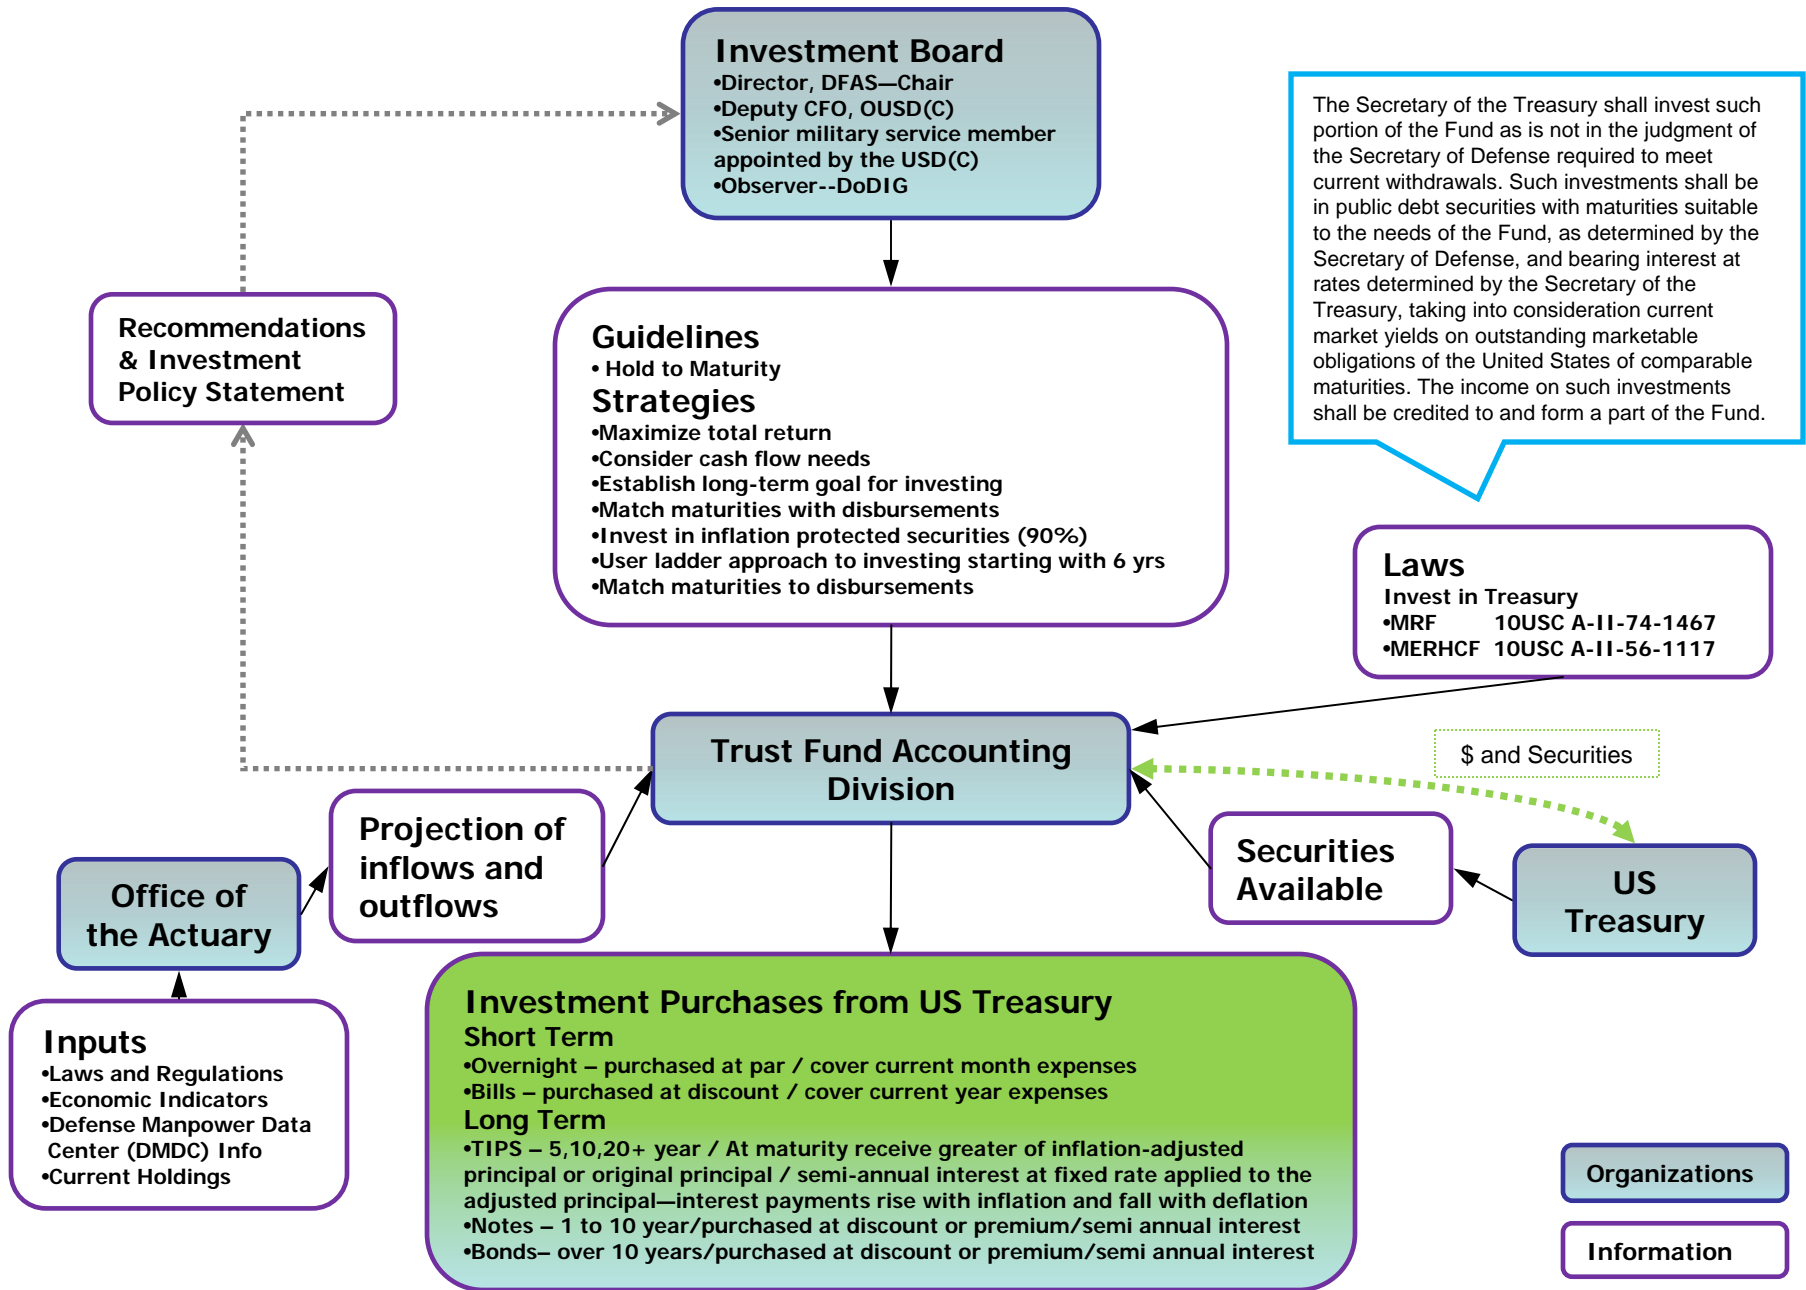 Investment Board
•Director, DFAS—Chair
•Deputy CFO, OUSD(C)
•Senior military service member
appointed by the USD(C)
•Observer--DoDIG
The Secretary of the Treasury shall invest such
portion of the Fund as is not in the judgment of
the Secretary of Defense required to meet
current withdrawals. Such investments shall be
in public debt securities with maturities suitable
to the needs of the Fund, as determined by the
Secretary of Defense, and bearing interest at
rates determined by the Secretary of the
Treasury, taking into consideration current
market yields on outstanding marketable
obligations of the United States of comparable
maturities. The income on such investments
shall be credited to and form a part of the Fund.
Recommendations
& Investment
Policy Statement
Guidelines
• Hold to Maturity
Strategies
•Maximize total return
•Consider cash flow needs
•Establish long-term goal for investing
•Match maturities with disbursements
•Invest in inflation protected securities (90%)
•User ladder approach to investing starting with 6 yrs
•Match maturities to disbursements
Laws
Invest in Treasury
•MRF 10USC A-II-74-1467
•MERHCF 10USC A-II-56-1117
Trust Fund Accounting
Division
$ and Securities
Projection of
inflows and
outflows
Securities
Available
US
Treasury
Office of
the Actuary
Inputs
•Laws and Regulations
•Economic Indicators
•Defense Manpower Data
Center (DMDC) Info
•Current Holdings
Investment Purchases from US Treasury
Short Term
•Overnight – purchased at par / cover current month expenses
•Bills – purchased at discount / cover current year expenses
Long Term
•TIPS – 5,10,20+ year / At maturity receive greater of inflation-adjusted
principal or original principal / semi-annual interest at fixed rate applied to the
adjusted principal—interest payments rise with inflation and fall with deflation
•Notes – 1 to 10 year/purchased at discount or premium/semi annual interest
•Bonds– over 10 years/purchased at discount or premium/semi annual interest
Organizations
Information